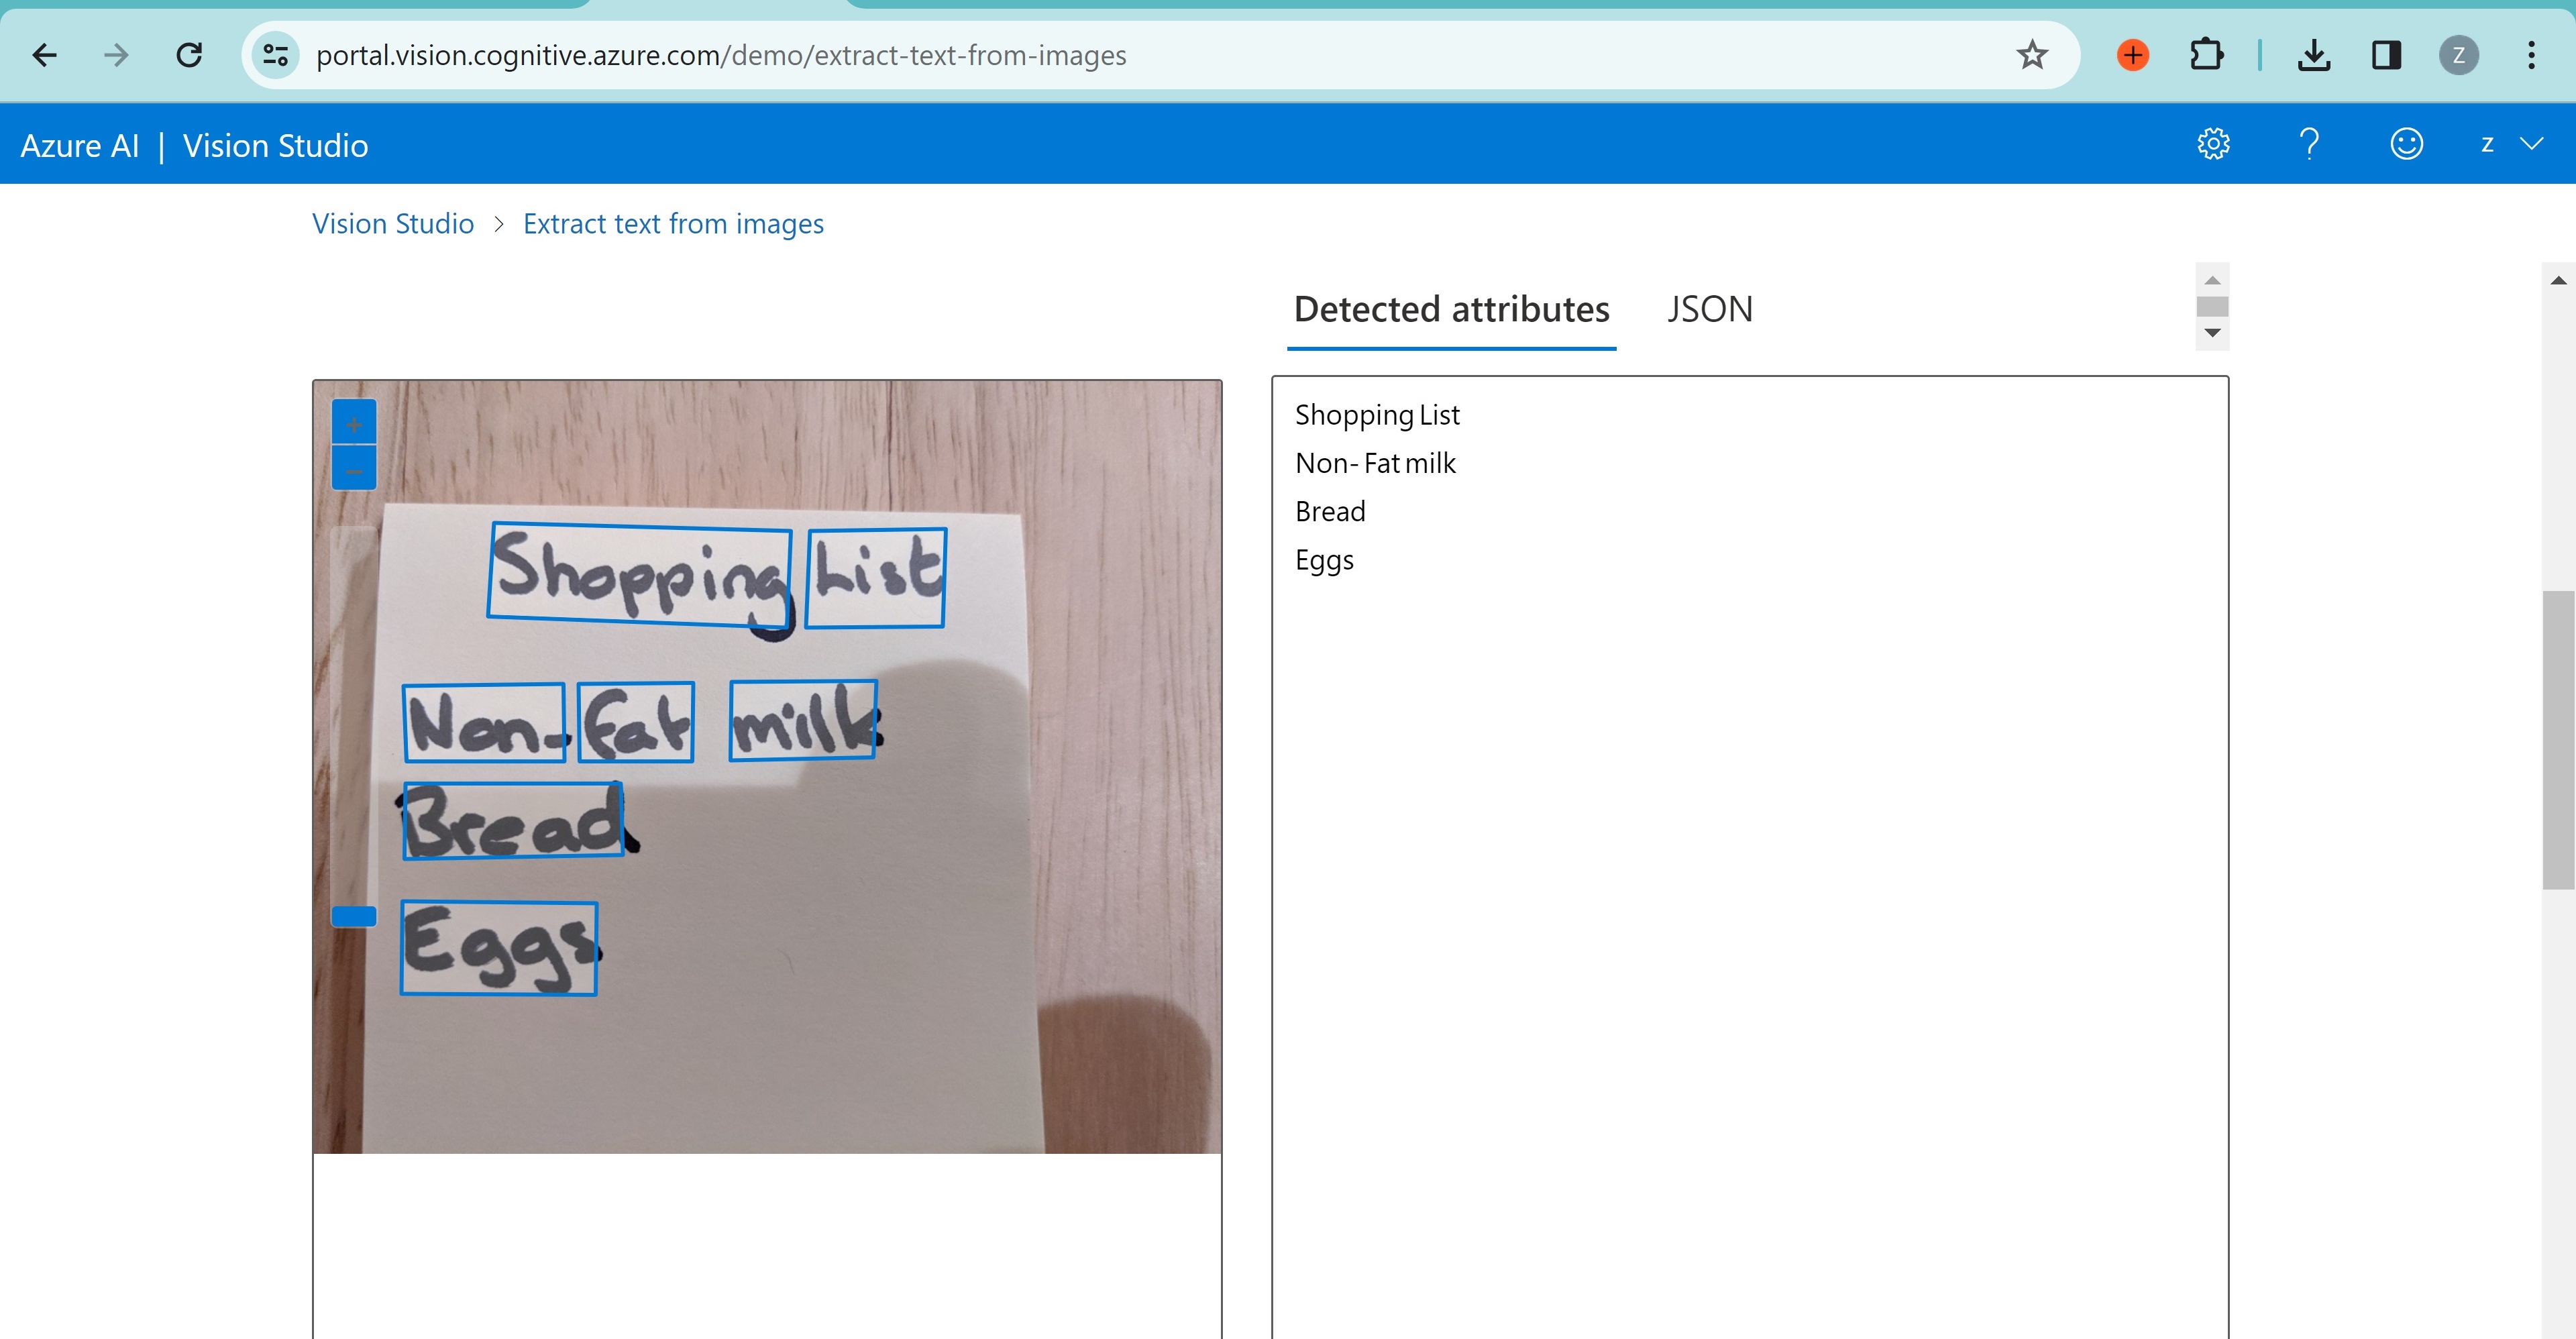 portal.vision.cognitive.azure.com/demo/extract-text-from-images
Z
Azure AI | Vision Studio
? z
Vision Studio > Extract text from images
Detected attributes JSON
+
−
Shopping List
Non-Fat milk
Bread
Eggs
Shopping List
Non- Fat milk
Bread
Eggs